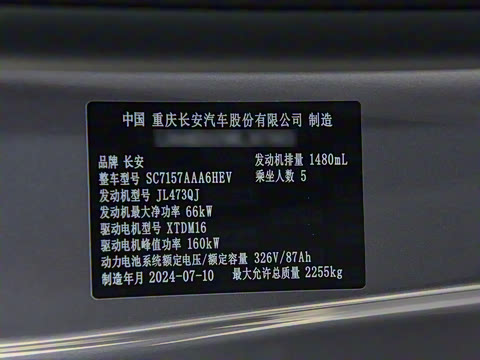 中国 重庆长安汽车股份有限公司 制造
品牌 长安 发动机排量 1480mL
整车型号 SC7157AAA6HEV 乘坐人数 5
发动机型号 JL473QJ
发动机最大净功率 66kW
驱动电机型号 XTDM16
驱动电机峰值功率 160kW
动力电池系统额定电压/额定容量 326V/87Ah
制造年月 2024-07-10 最大允许总质量 2255kg